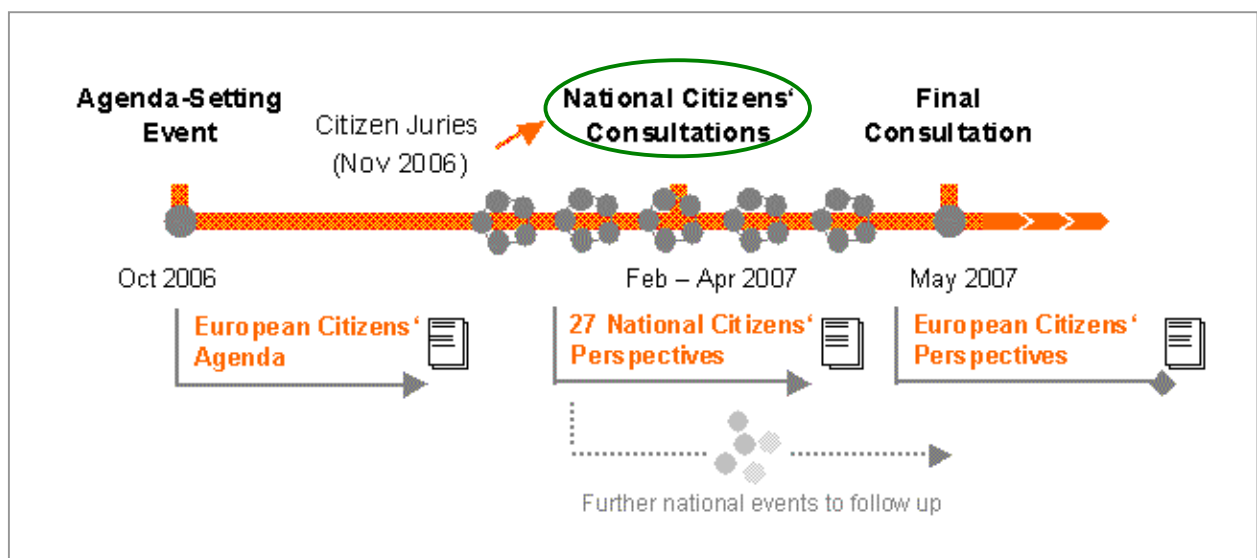 Agenda-Setting
Event
Citizen Juries
(Nov 2006)
National Citizens‘
Consultations
Final
Consultation
Oct 2006
Feb – Apr 2007
May 2007
European Citizens‘
Agenda
27 National Citizens‘
Perspectives
European Citizens‘
Perspectives
Further national events to follow up